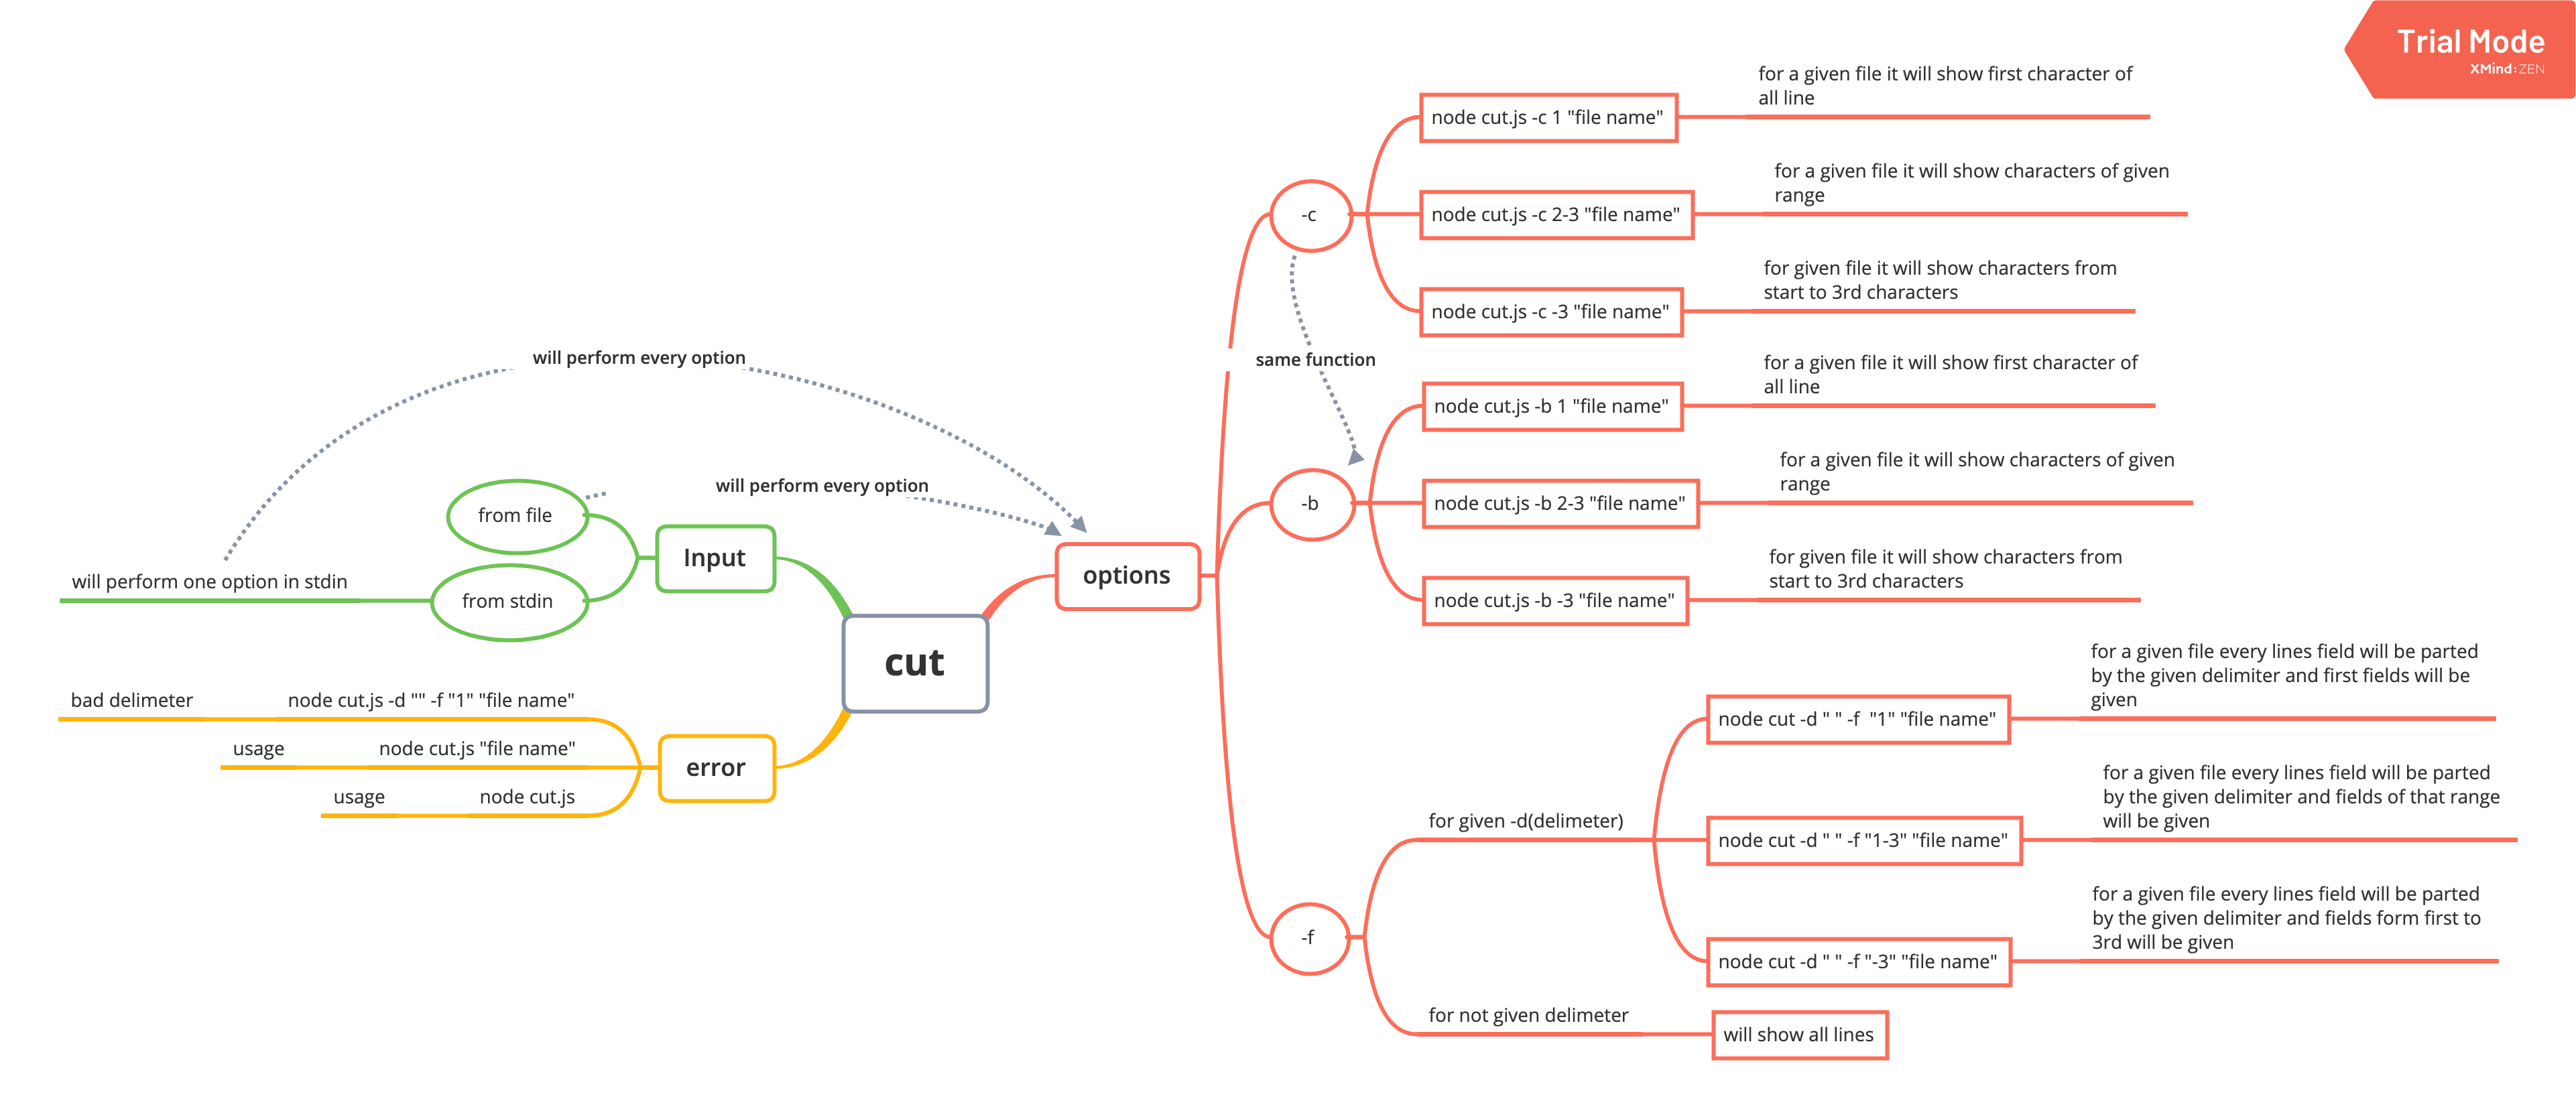 Trial Mode
XMind:ZEN
cut
Input
from file
will perform every option
from stdin
will perform one option in stdin
will perform every option
error
node cut.js -d "" -f "1" "file name"
bad delimeter
node cut.js "file name"
usage
node cut.js
usage
options
-c
same function
node cut.js -c 1 "file name"
for a given file it will show first character of
all line
node cut.js -c 2-3 "file name"
for a given file it will show characters of given
range
node cut.js -c -3 "file name"
for given file it will show characters from
start to 3rd characters
-b
node cut.js -b 1 "file name"
for a given file it will show first character of
all line
node cut.js -b 2-3 "file name"
for a given file it will show characters of given
range
node cut.js -b -3 "file name"
for given file it will show characters from
start to 3rd characters
-f
for given -d(delimeter)
node cut -d " " -f  "1" "file name"
for a given file every lines field will be parted
by the given delimiter and first fields will be
given
node cut -d " " -f "1-3" "file name"
for a given file every lines field will be parted
by the given delimiter and fields of that range
will be given
node cut -d " " -f "-3" "file name"
for a given file every lines field will be parted
by the given delimiter and fields form first to
3rd will be given
for not given delimeter
will show all lines